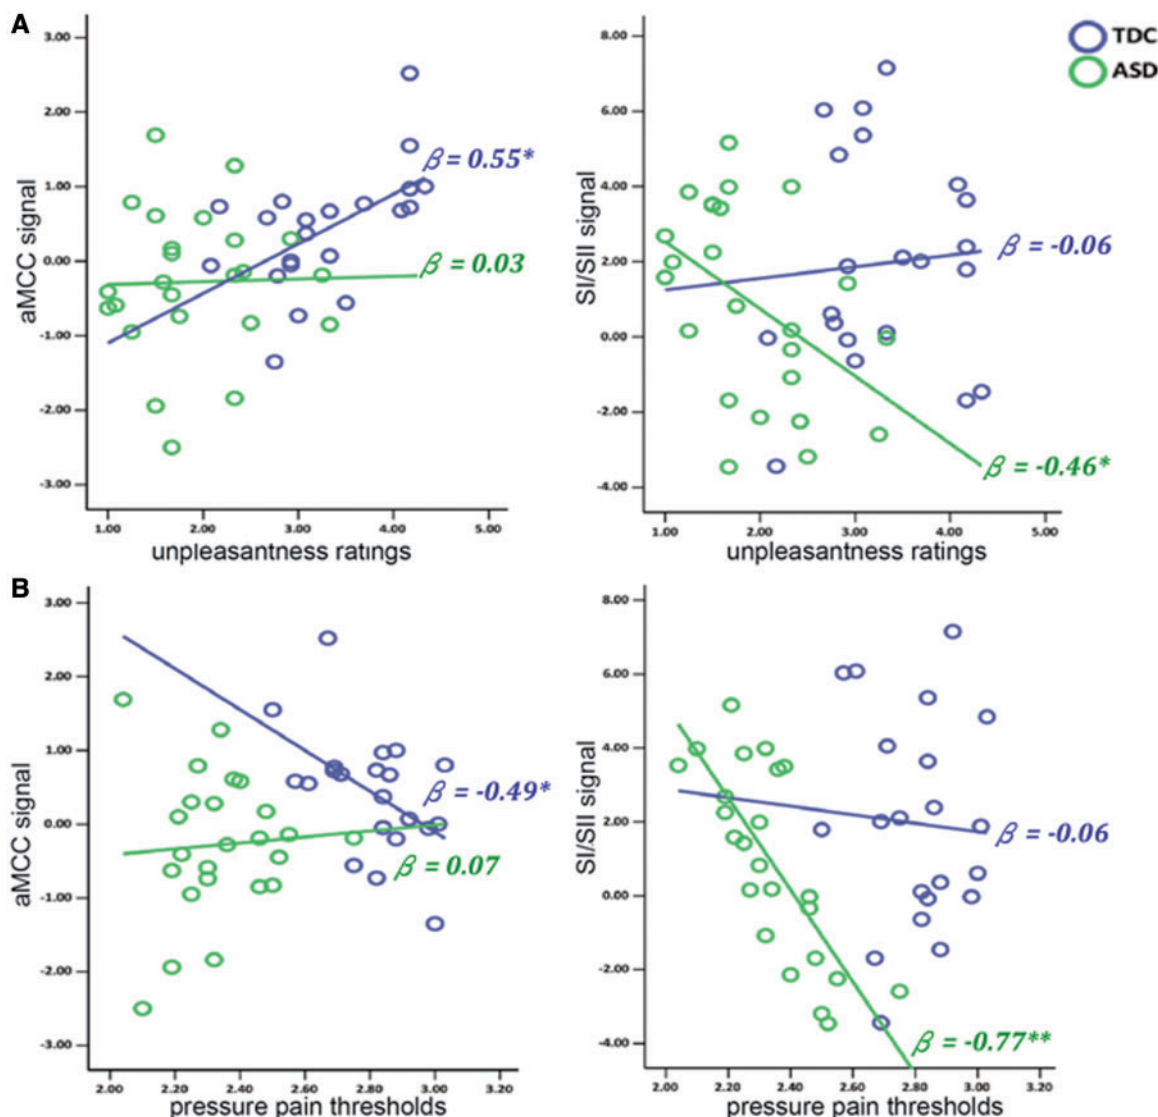 A
TDC
ASD
3.00
2.00
1.00
0.00
-1.00
-2.00
-3.00
aMCC signal
β = 0.55*
β = 0.03
1.00 2.00 3.00 4.00 5.00
unpleasantness ratings
8.00
6.00
4.00
2.00
0.00
-2.00
-4.00
SI/SII signal
β = -0.06
β = -0.46*
1.00 2.00 3.00 4.00 5.00
unpleasantness ratings
B
3.00
2.00
1.00
0.00
-1.00
-2.00
-3.00
aMCC signal
β = -0.49*
β = 0.07
2.00 2.20 2.40 2.60 2.80 3.00 3.20
pressure pain thresholds
8.00
6.00
4.00
2.00
0.00
-2.00
-4.00
SI/SII signal
β = -0.06
β = -0.77**
2.00 2.20 2.40 2.60 2.80 3.00 3.20
pressure pain thresholds